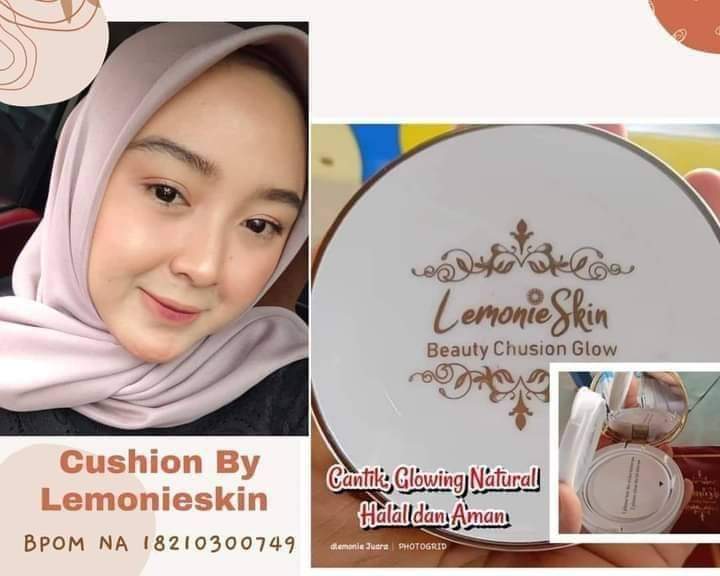 Cushion By
Lemonieskin
BPOM NA 18210300749
Lemonie Skin
Beauty Chusion Glow
Cantik, Glowing Natural
Halal dan Aman
dlemonie Juara | PHOTOGRID